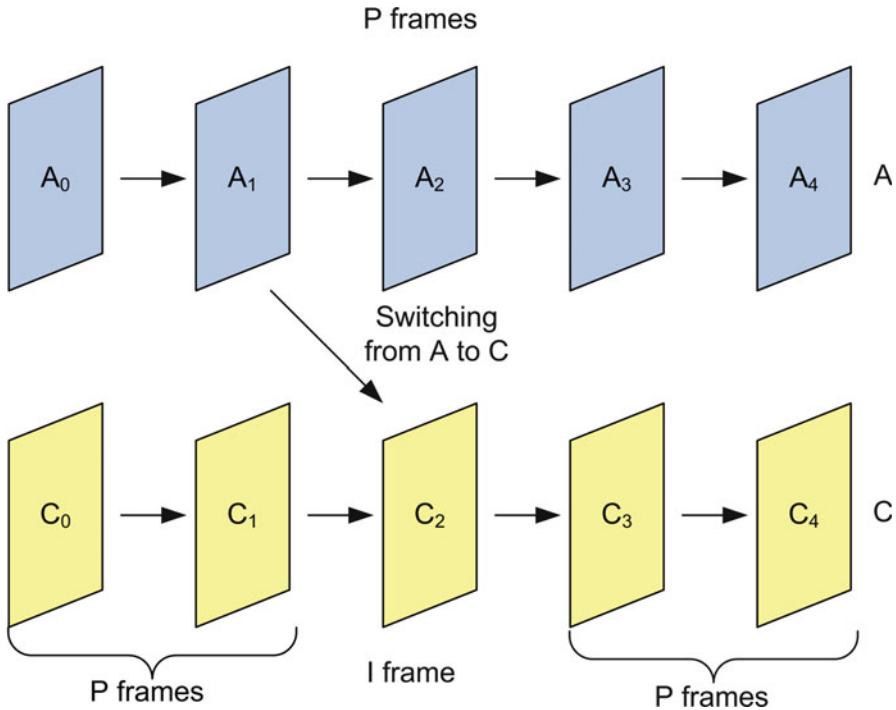 P frames
A₀ A₁ A₂ A₃ A₄ A
Switching
from A to C
C₀ C₁ C₂ C₃ C₄ C
P frames I frame P frames